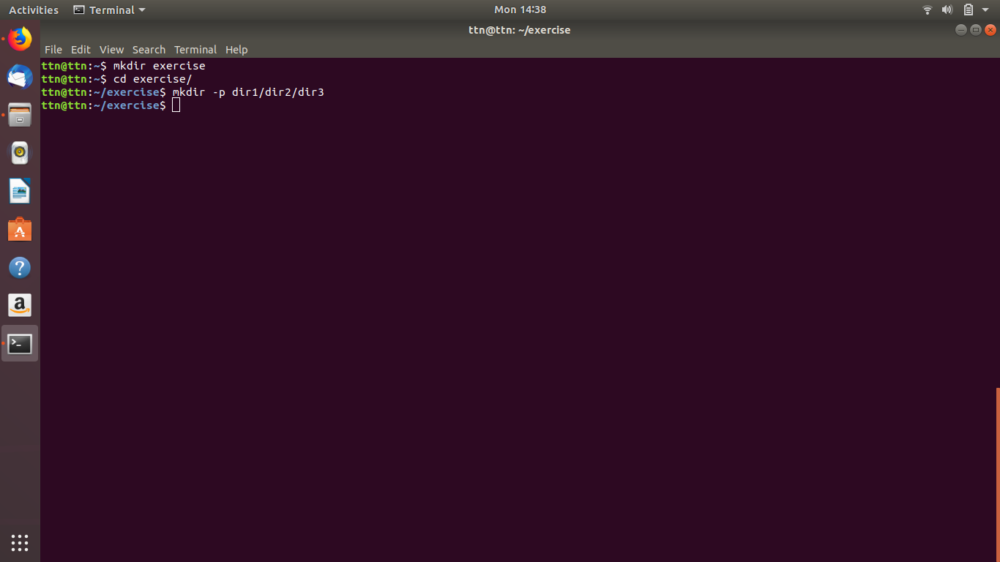 Activities Terminal Mon 14:38
ttn@ttn: ~/exercise
File Edit View Search Terminal Help
ttn@ttn:~$ mkdir exercise
ttn@ttn:~$ cd exercise/
ttn@ttn:~/exercise$ mkdir -p dir1/dir2/dir3
ttn@ttn:~/exercise$